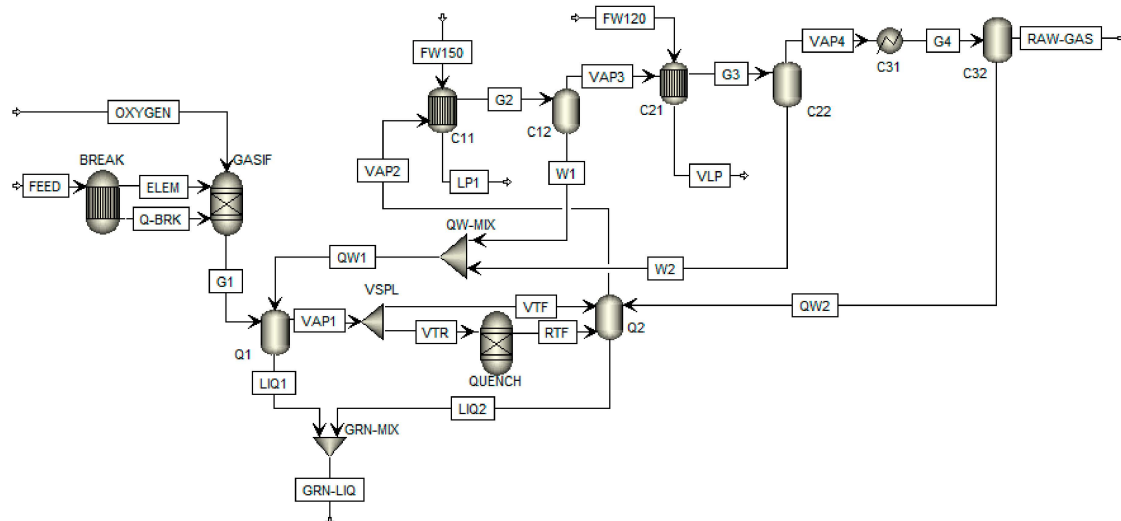 FW150
FW120
VAP4
G4
RAW-GAS
C31
C32
VAP3
G3
G2
C11
C12
C21
C22
OXYGEN
BREAK
GASIF
FEED
ELEM
Q-BRK
VAP2
LP1
W1
VLP
QW-MIX
QW1
W2
G1
VSPL
VTF
QW2
VAP1
VTR
RTF
Q1
Q2
QUENCH
LIQ1
LIQ2
GRN-MIX
GRN-LIQ